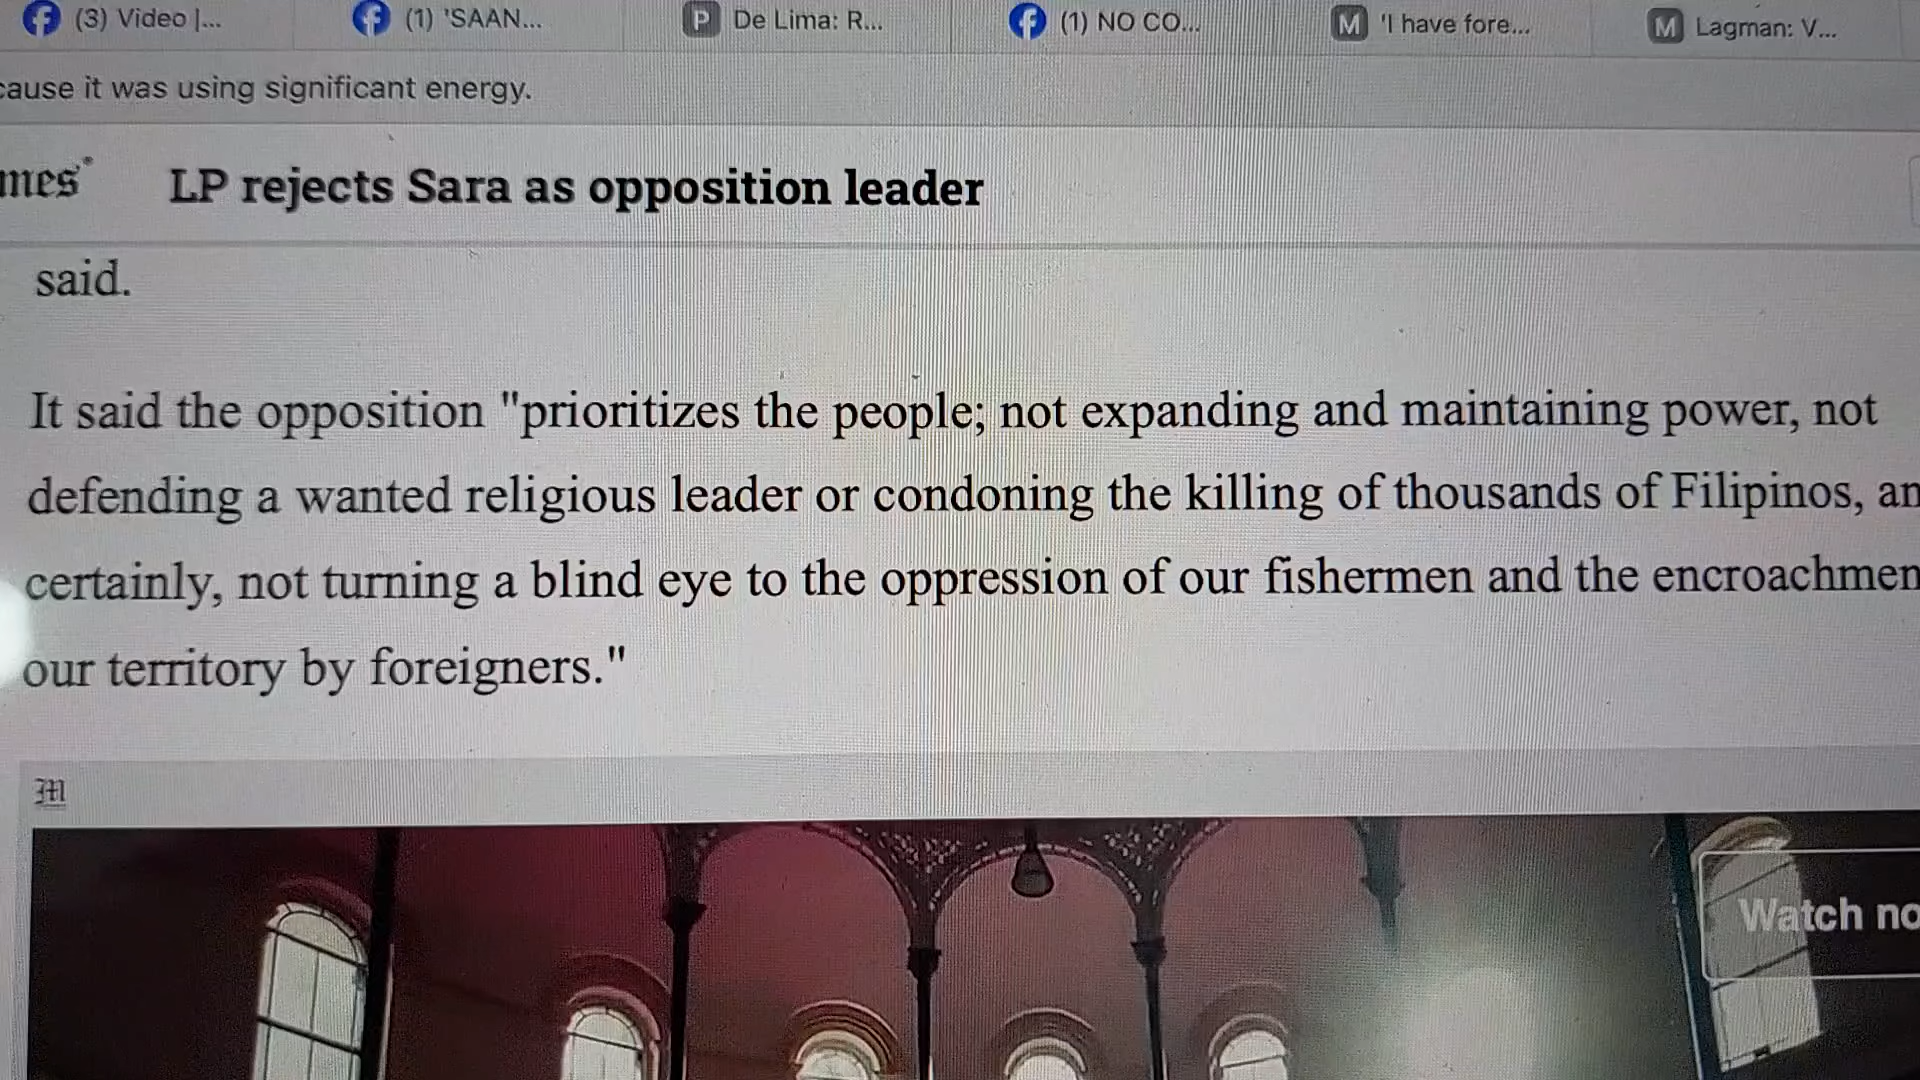 (3) Video |...
(1) 'SAAN...
De Lima: R...
(1) NO CO...
'I have fore...
Lagman: V...
cause it was using significant energy.
mes
LP rejects Sara as opposition leader
said.
It said the opposition "prioritizes the people; not expanding and maintaining power, not
defending a wanted religious leader or condoning the killing of thousands of Filipinos, an
certainly, not turning a blind eye to the oppression of our fishermen and the encroachmen
our territory by foreigners."
M
Watch no